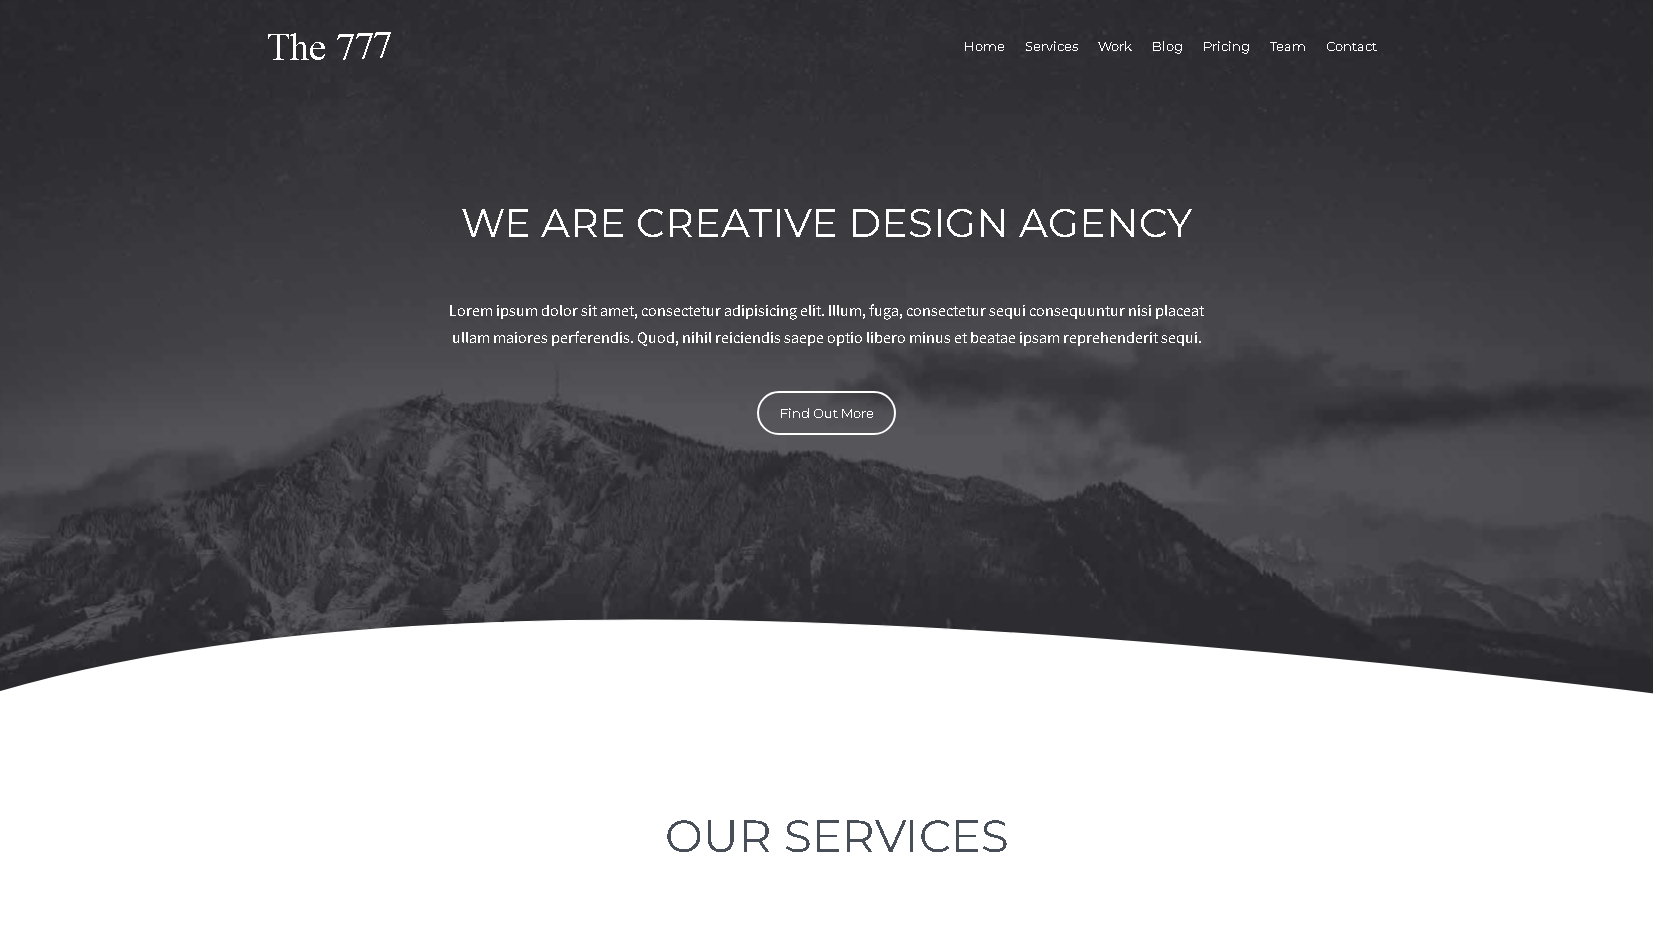 The 777
Home Services Work Blog Pricing Team Contact
WE ARE CREATIVE DESIGN AGENCY
Lorem ipsum dolor sit amet, consectetur adipisicing elit. Illum, fuga, consectetur sequi consequuntur nisi placeat
ullam maiores perferendis. Quod, nihil reiciendis saepe optio libero minus et beatae ipsam reprehenderit sequi.
Find Out More
OUR SERVICES